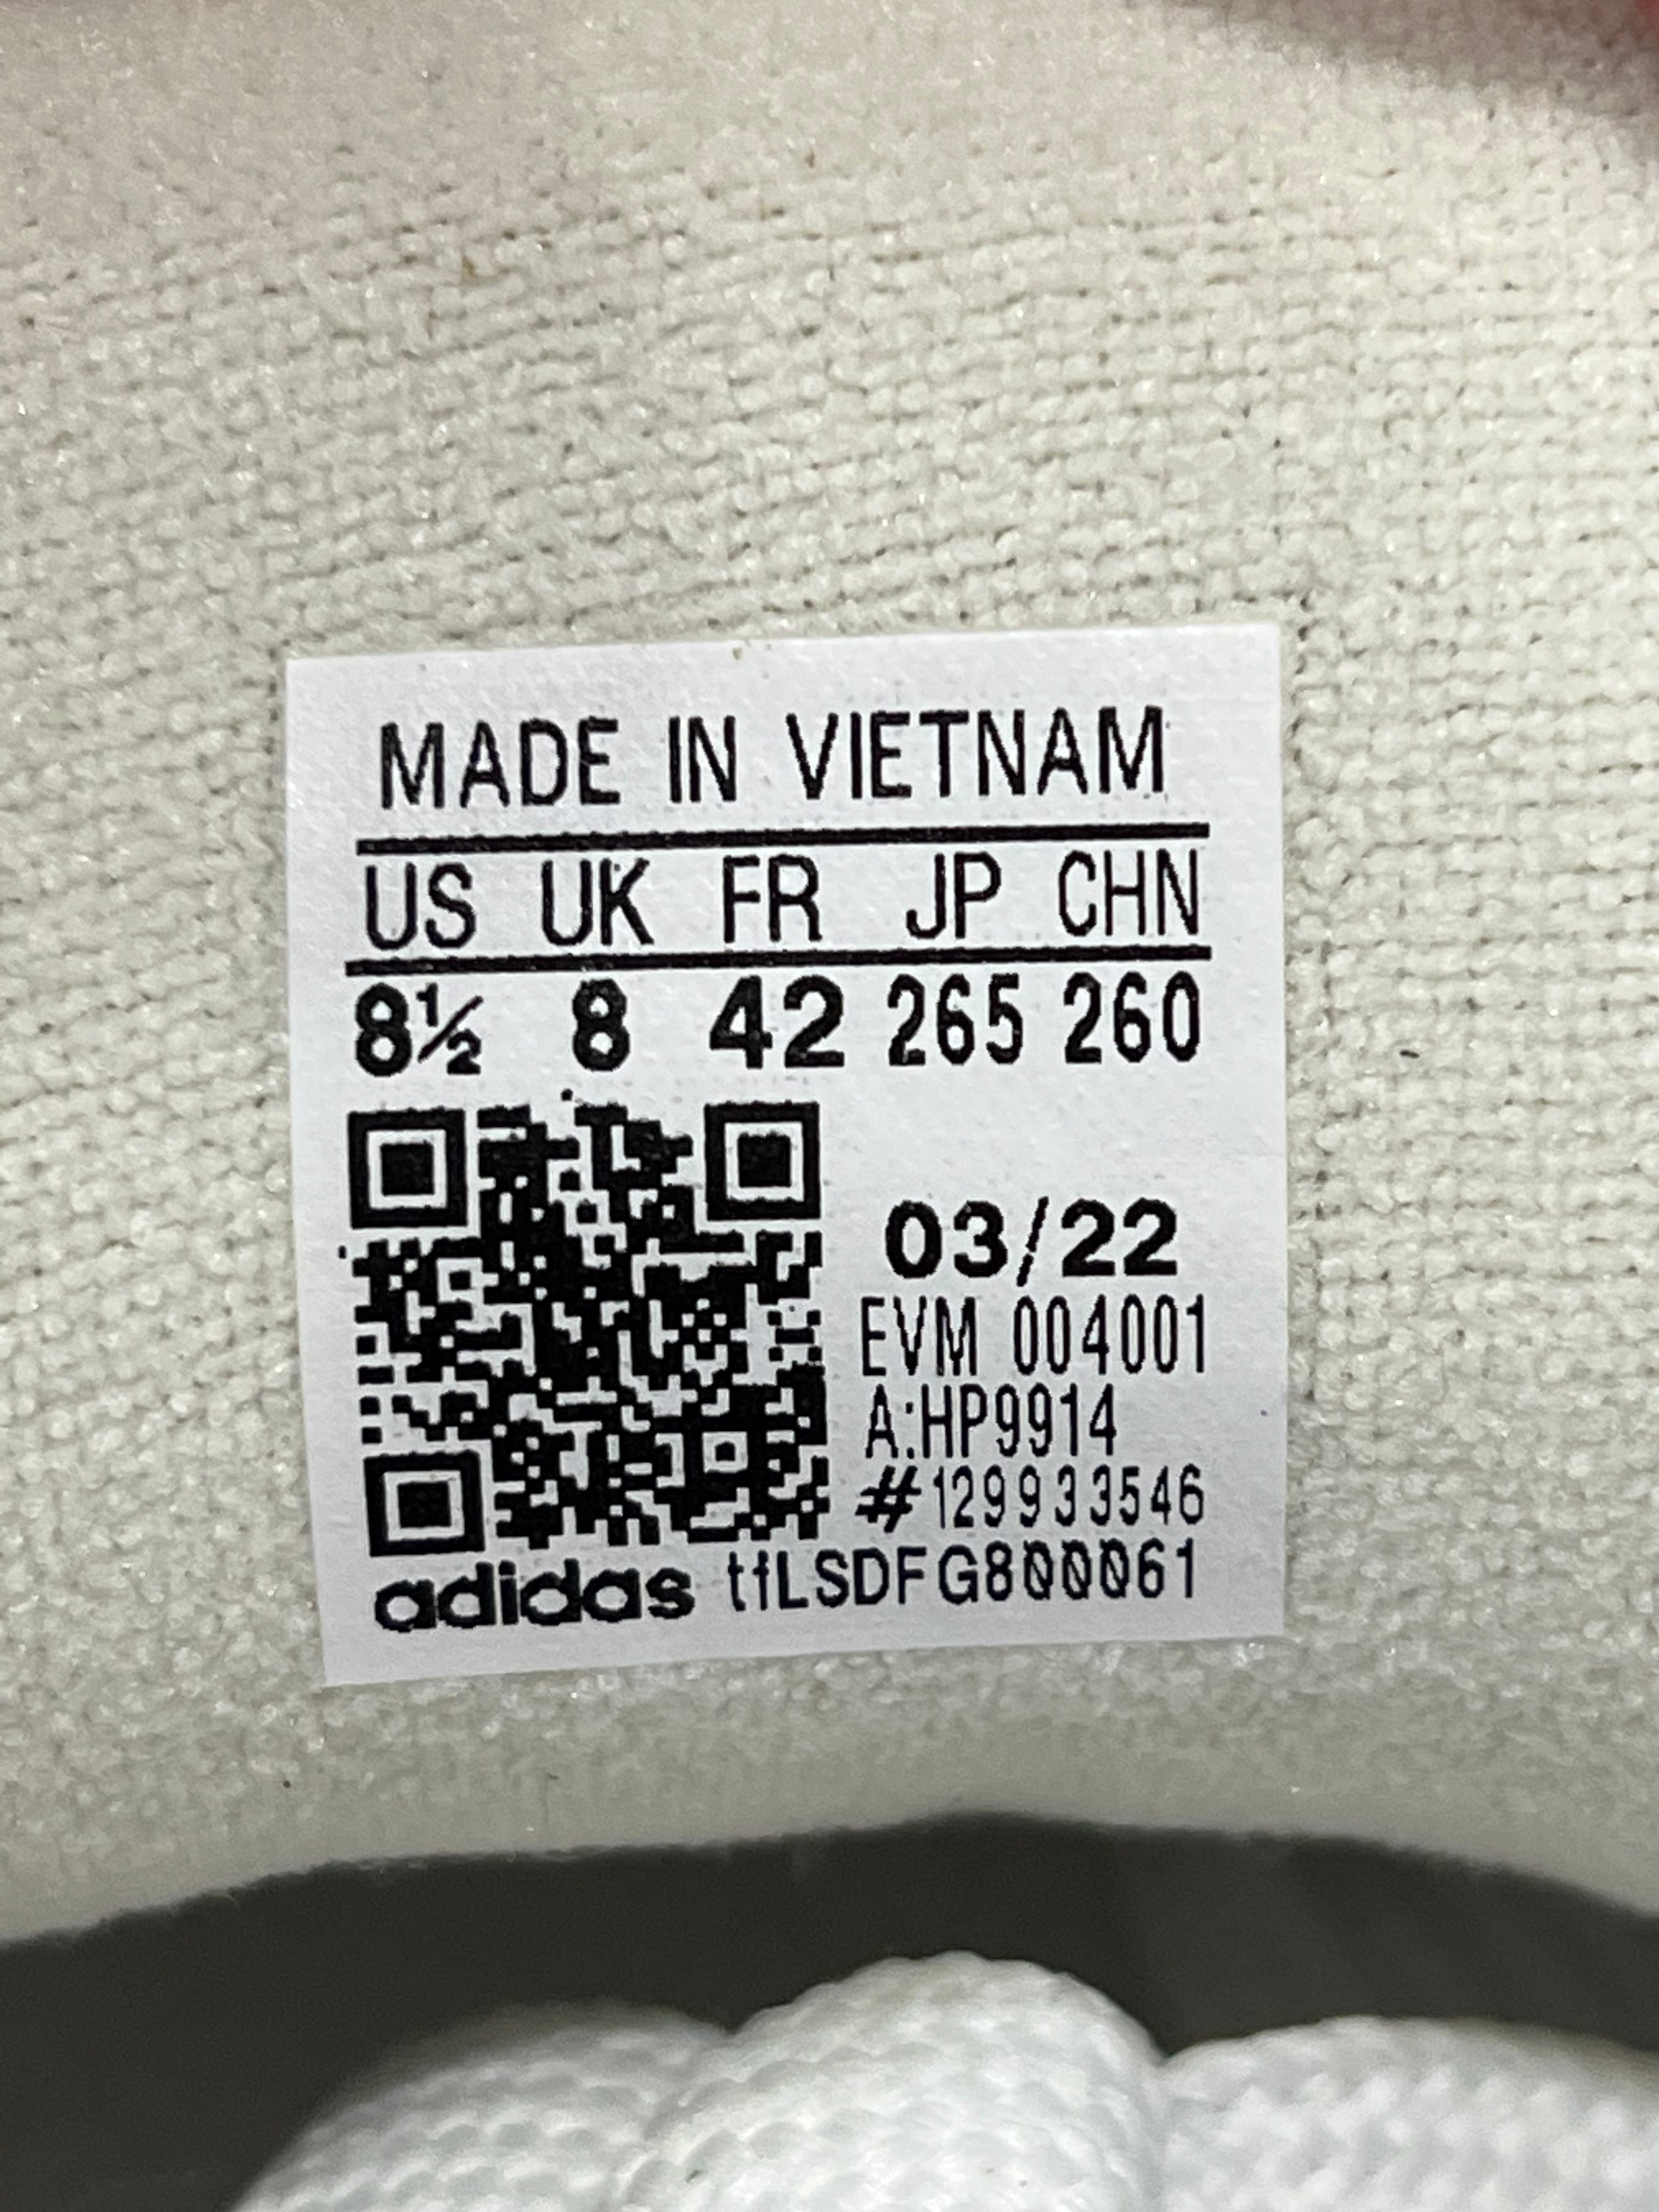 MADE IN VIETNAM
US UK FR JP CHN
8½ 8 42 265 260
03/22
EVM 004001
A:HP9914
#129933546
adidas t1LSDFG800061